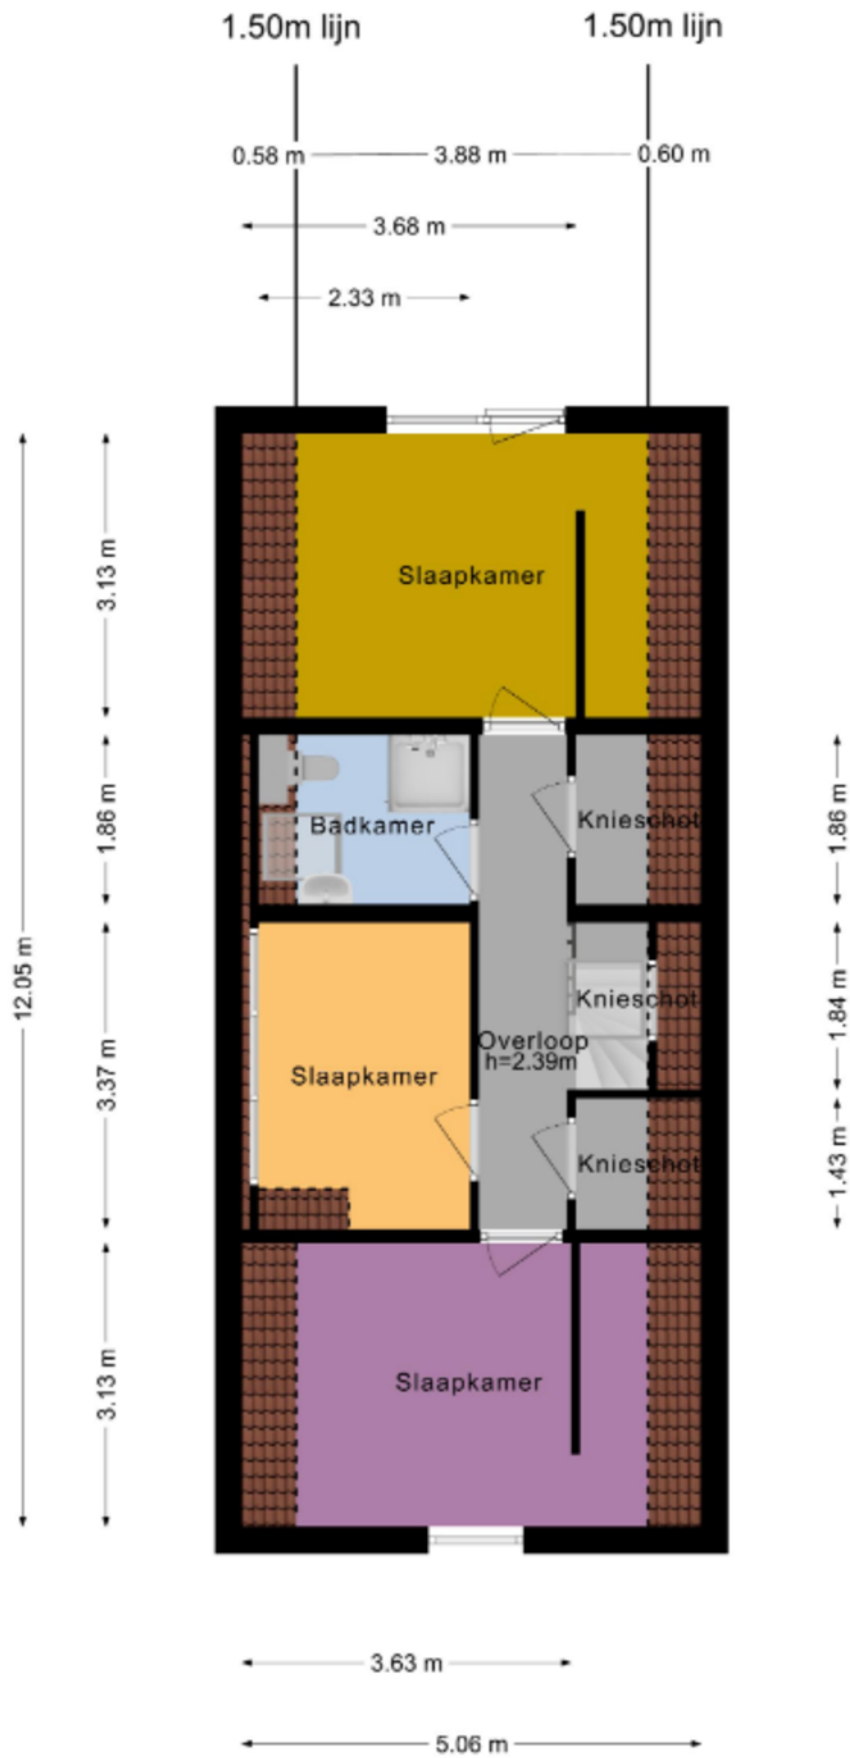 1.50m lijn
1.50m lijn
0.58 m
3.88 m
0.60 m
3.68 m
2.33 m
3.13 m
Slaapkamer
1.86 m
Badkamer
Knieschot
1.86 m
12.05 m
3.37 m
Slaapkamer
Overloop
h=2.39m
Knieschot
1.84 m
Knieschot
1.43 m
3.13 m
Slaapkamer
3.63 m
5.06 m